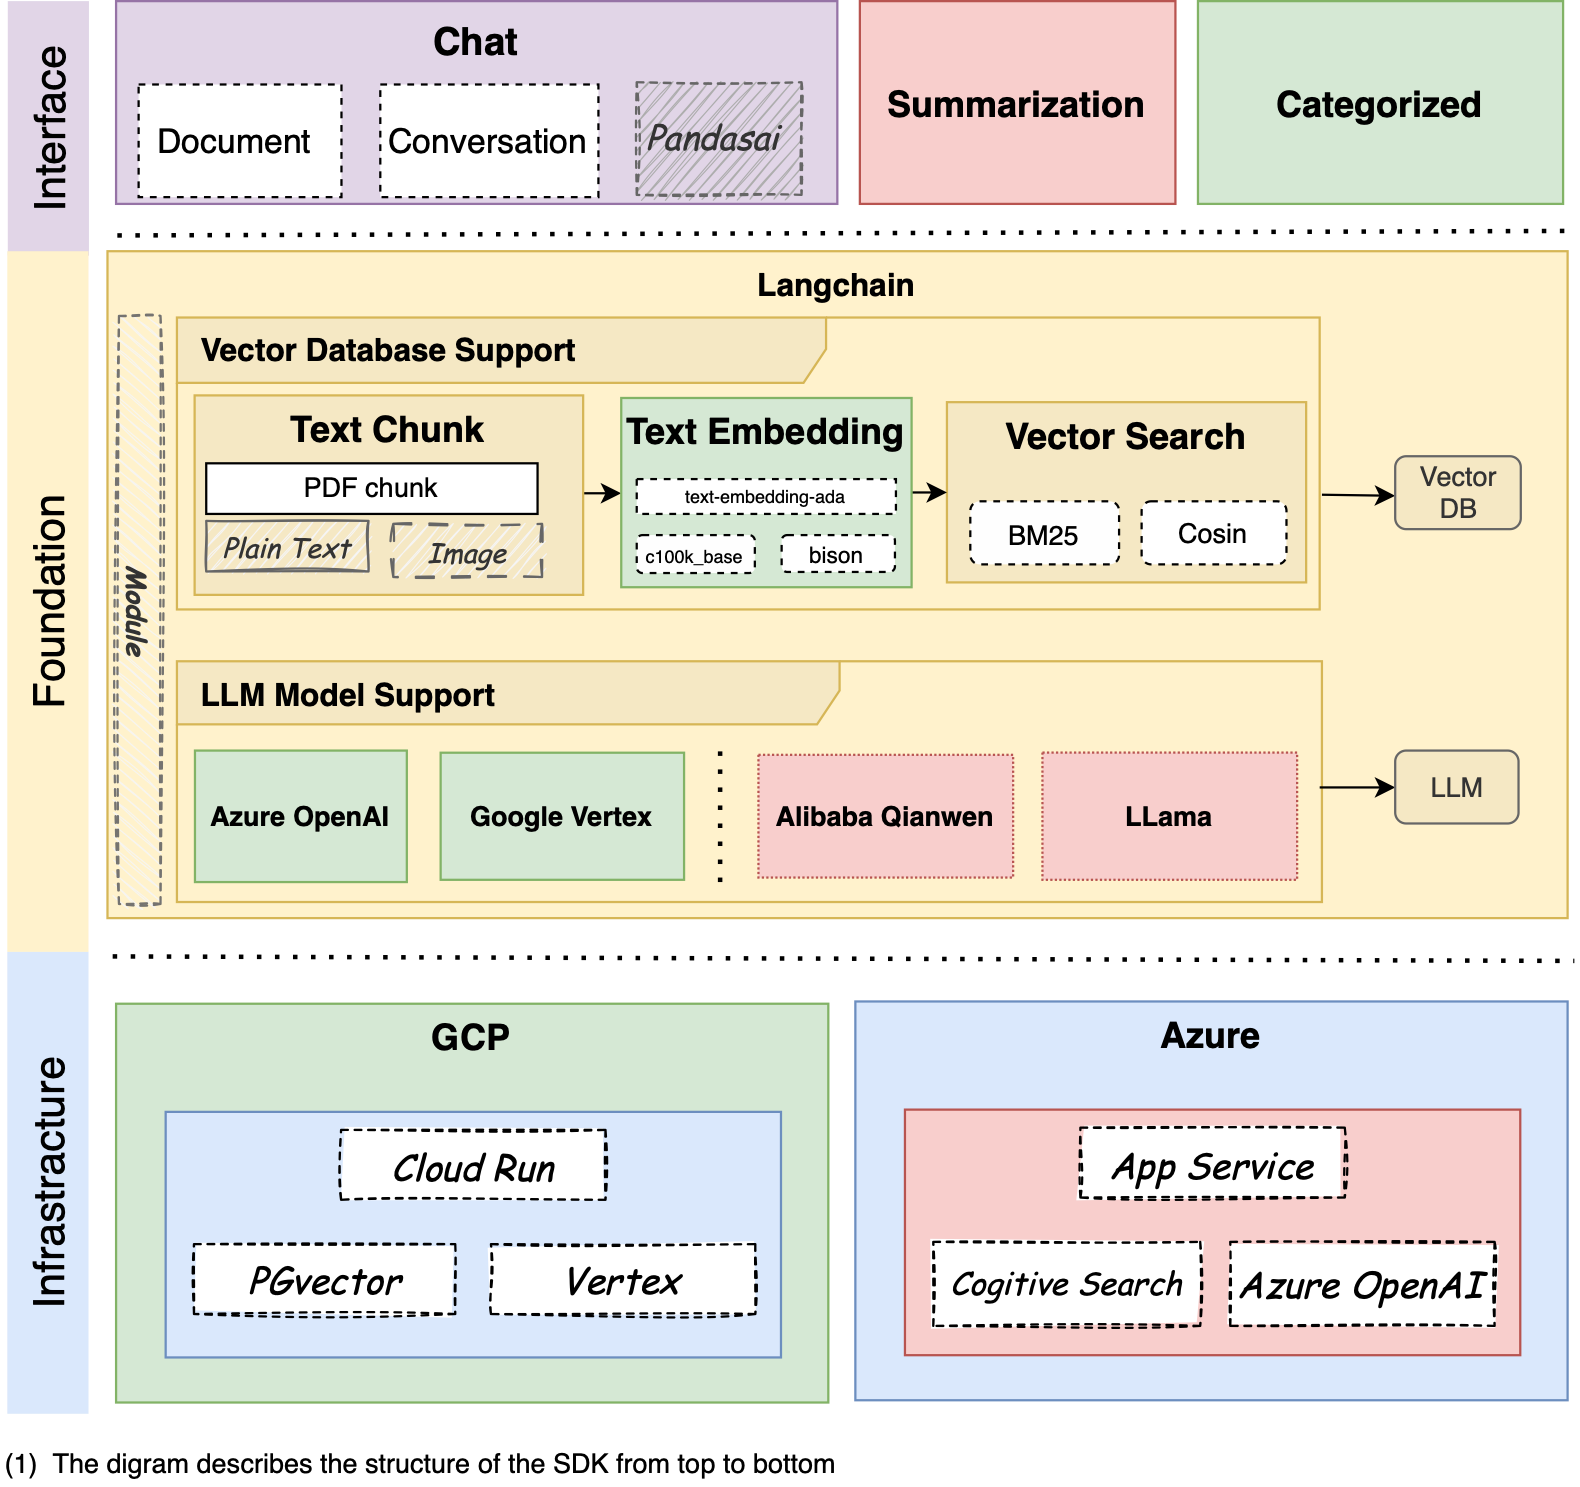 Interface
Chat
Document
Conversation
Pandasai
Summarization
Categorized
Foundation
Langchain
Module
Vector Database Support
Text Chunk
PDF chunk
Plain Text
Image
Text Embedding
text-embedding-ada
c100k_base
bison
Vector Search
BM25
Cosin
Vector
DB
LLM Model Support
Azure OpenAI
Google Vertex
Alibaba Qianwen
LLama
LLM
Infrastracture
GCP
Cloud Run
PGvector
Vertex
Azure
App Service
Cogitive Search
Azure OpenAI
(1) The digram describes the structure of the SDK from top to bottom